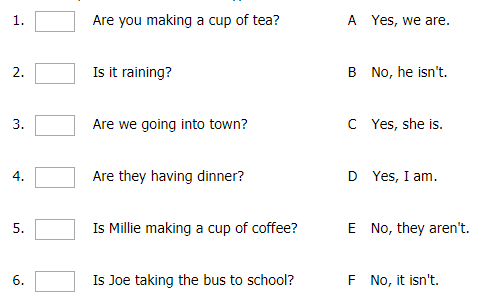 1. Are you making a cup of tea? A Yes, we are.
2. Is it raining? B No, he isn't.
3. Are we going into town? C Yes, she is.
4. Are they having dinner? D Yes, I am.
5. Is Millie making a cup of coffee? E No, they aren't.
6. Is Joe taking the bus to school? F No, it isn't.